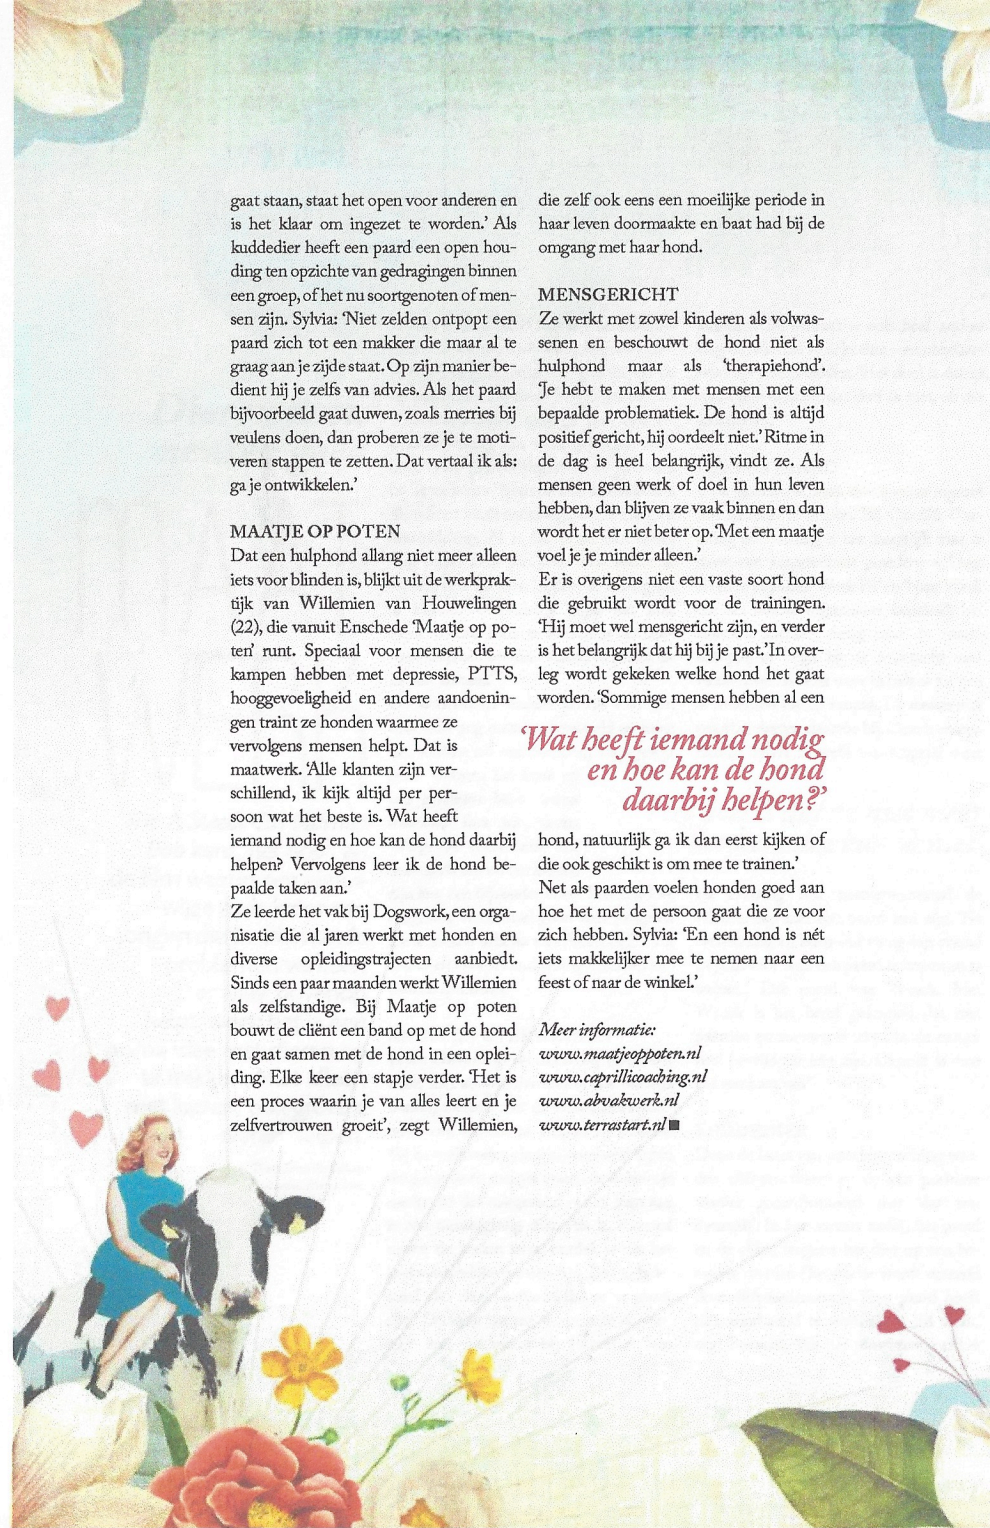 gaat staan, staat het open voor anderen en
is het klaar om ingezet te worden.’ Als
kuddedier heeft een paard een open hou-
ding ten opzichte van gedragingen binnen
een groep, of het nu soortgenoten of men-
sen zijn. Sylvia: ‘Niet zelden ontpopt een
paard zich tot een makker die maar al te
graag aan je zijde staat. Op zijn manier be-
dient hij je zelfs van advies. Als het paard
bijvoorbeeld gaat duwen, zoals merries bij
veulens doen, dan proberen ze je te moti-
veren stappen te zetten. Dat vertaal ik als:
ga je ontwikkelen.’
MAATJE OP POTEN
Dat een hulphond allang niet meer alleen
iets voor blinden is, blijkt uit de werkprak-
tijk van Willemien van Houwelingen
(22), die vanuit Enschede ‘Maatje op po-
ten’ runt. Speciaal voor mensen die te
kampen hebben met depressie, PTTS,
hooggevoeligheid en andere aandoenin-
gen traint ze honden waarmee ze
vervolgens mensen helpt. Dat is
maatwerk. ‘Alle klanten zijn ver-
schillend, ik kijk altijd per per-
soon wat het beste is. Wat heeft
iemand nodig en hoe kan de hond daarbij
helpen? Vervolgens leer ik de hond be-
paalde taken aan.’
Ze leerde het vak bij Dogswork, een orga-
nisatie die al jaren werkt met honden en
diverse opleidingstrajecten aanbiedt.
Sinds een paar maanden werkt Willemien
als zelfstandige. Bij Maatje op poten
bouwt de cliënt een band op met de hond
en gaat samen met de hond in een oplei-
ding. Elke keer een stapje verder. ‘Het is
een proces waarin je van alles leert en je
zelfvertrouwen groeit’, zegt Willemien,
die zelf ook eens een moeilijke periode in
haar leven doormaakte en baat had bij de
omgang met haar hond.
MENSGERICHT
Ze werkt met zowel kinderen als volwas-
senen en beschouwt de hond niet als
hulphond maar als ‘therapiehond’.
‘Je hebt te maken met mensen met een
bepaalde problematiek. De hond is altijd
positief gericht, hij oordeelt niet.’ Ritme in
de dag is heel belangrijk, vindt ze. Als
mensen geen werk of doel in hun leven
hebben, dan blijven ze vaak binnen en dan
wordt het er niet beter op. ‘Met een maatje
voel je je minder alleen.’
Er is overigens niet een vaste soort hond
die gebruikt wordt voor de trainingen.
‘Hij moet wel mensgericht zijn, en verder
is het belangrijk dat hij bij je past.’ In over-
leg wordt gekeken welke hond het gaat
worden. ‘Sommige mensen hebben al een
‘Wat heeft iemand nodig
en hoe kan de hond
daarbij helpen?’
hond, natuurlijk ga ik dan eerst kijken of
die ook geschikt is om mee te trainen.’
Net als paarden voelen honden goed aan
hoe het met de persoon gaat die ze voor
zich hebben. Sylvia: ‘En een hond is nét
iets makkelijker mee te nemen naar een
feest of naar de winkel.’
Meer informatie:
www.maatjeoppoten.nl
www.caprillicoaching.nl
www.abvakwerk.nl
www.terrastart.nl ■